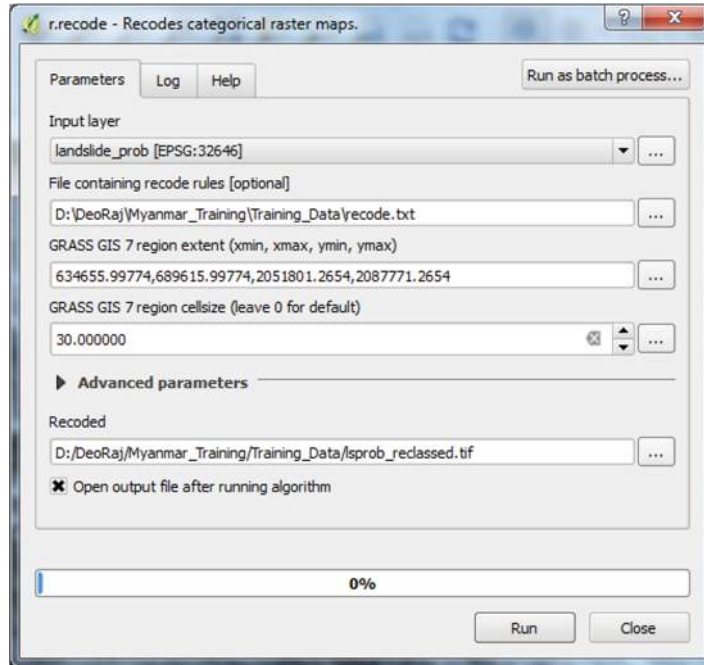 r.recode - Recodes categorical raster maps.
Parameters Log Help Run as batch process...
Input layer
landslide_prob [EPSG:32646] ...
File containing recode rules [optional]
D:\DeoRaj\Myanmar_Training\Training_Data\recode.txt ...
GRASS GIS 7 region extent (xmin, xmax, ymin, ymax)
634655.99774,689615.99774,2051801.2654,2087771.2654 ...
GRASS GIS 7 region cellsize (leave 0 for default)
30.000000 ...
Advanced parameters
Recoded
D:/DeoRaj/Myanmar_Training/Training_Data/lsprob_reclassed.tif ...
Open output file after running algorithm
0%
Run Close